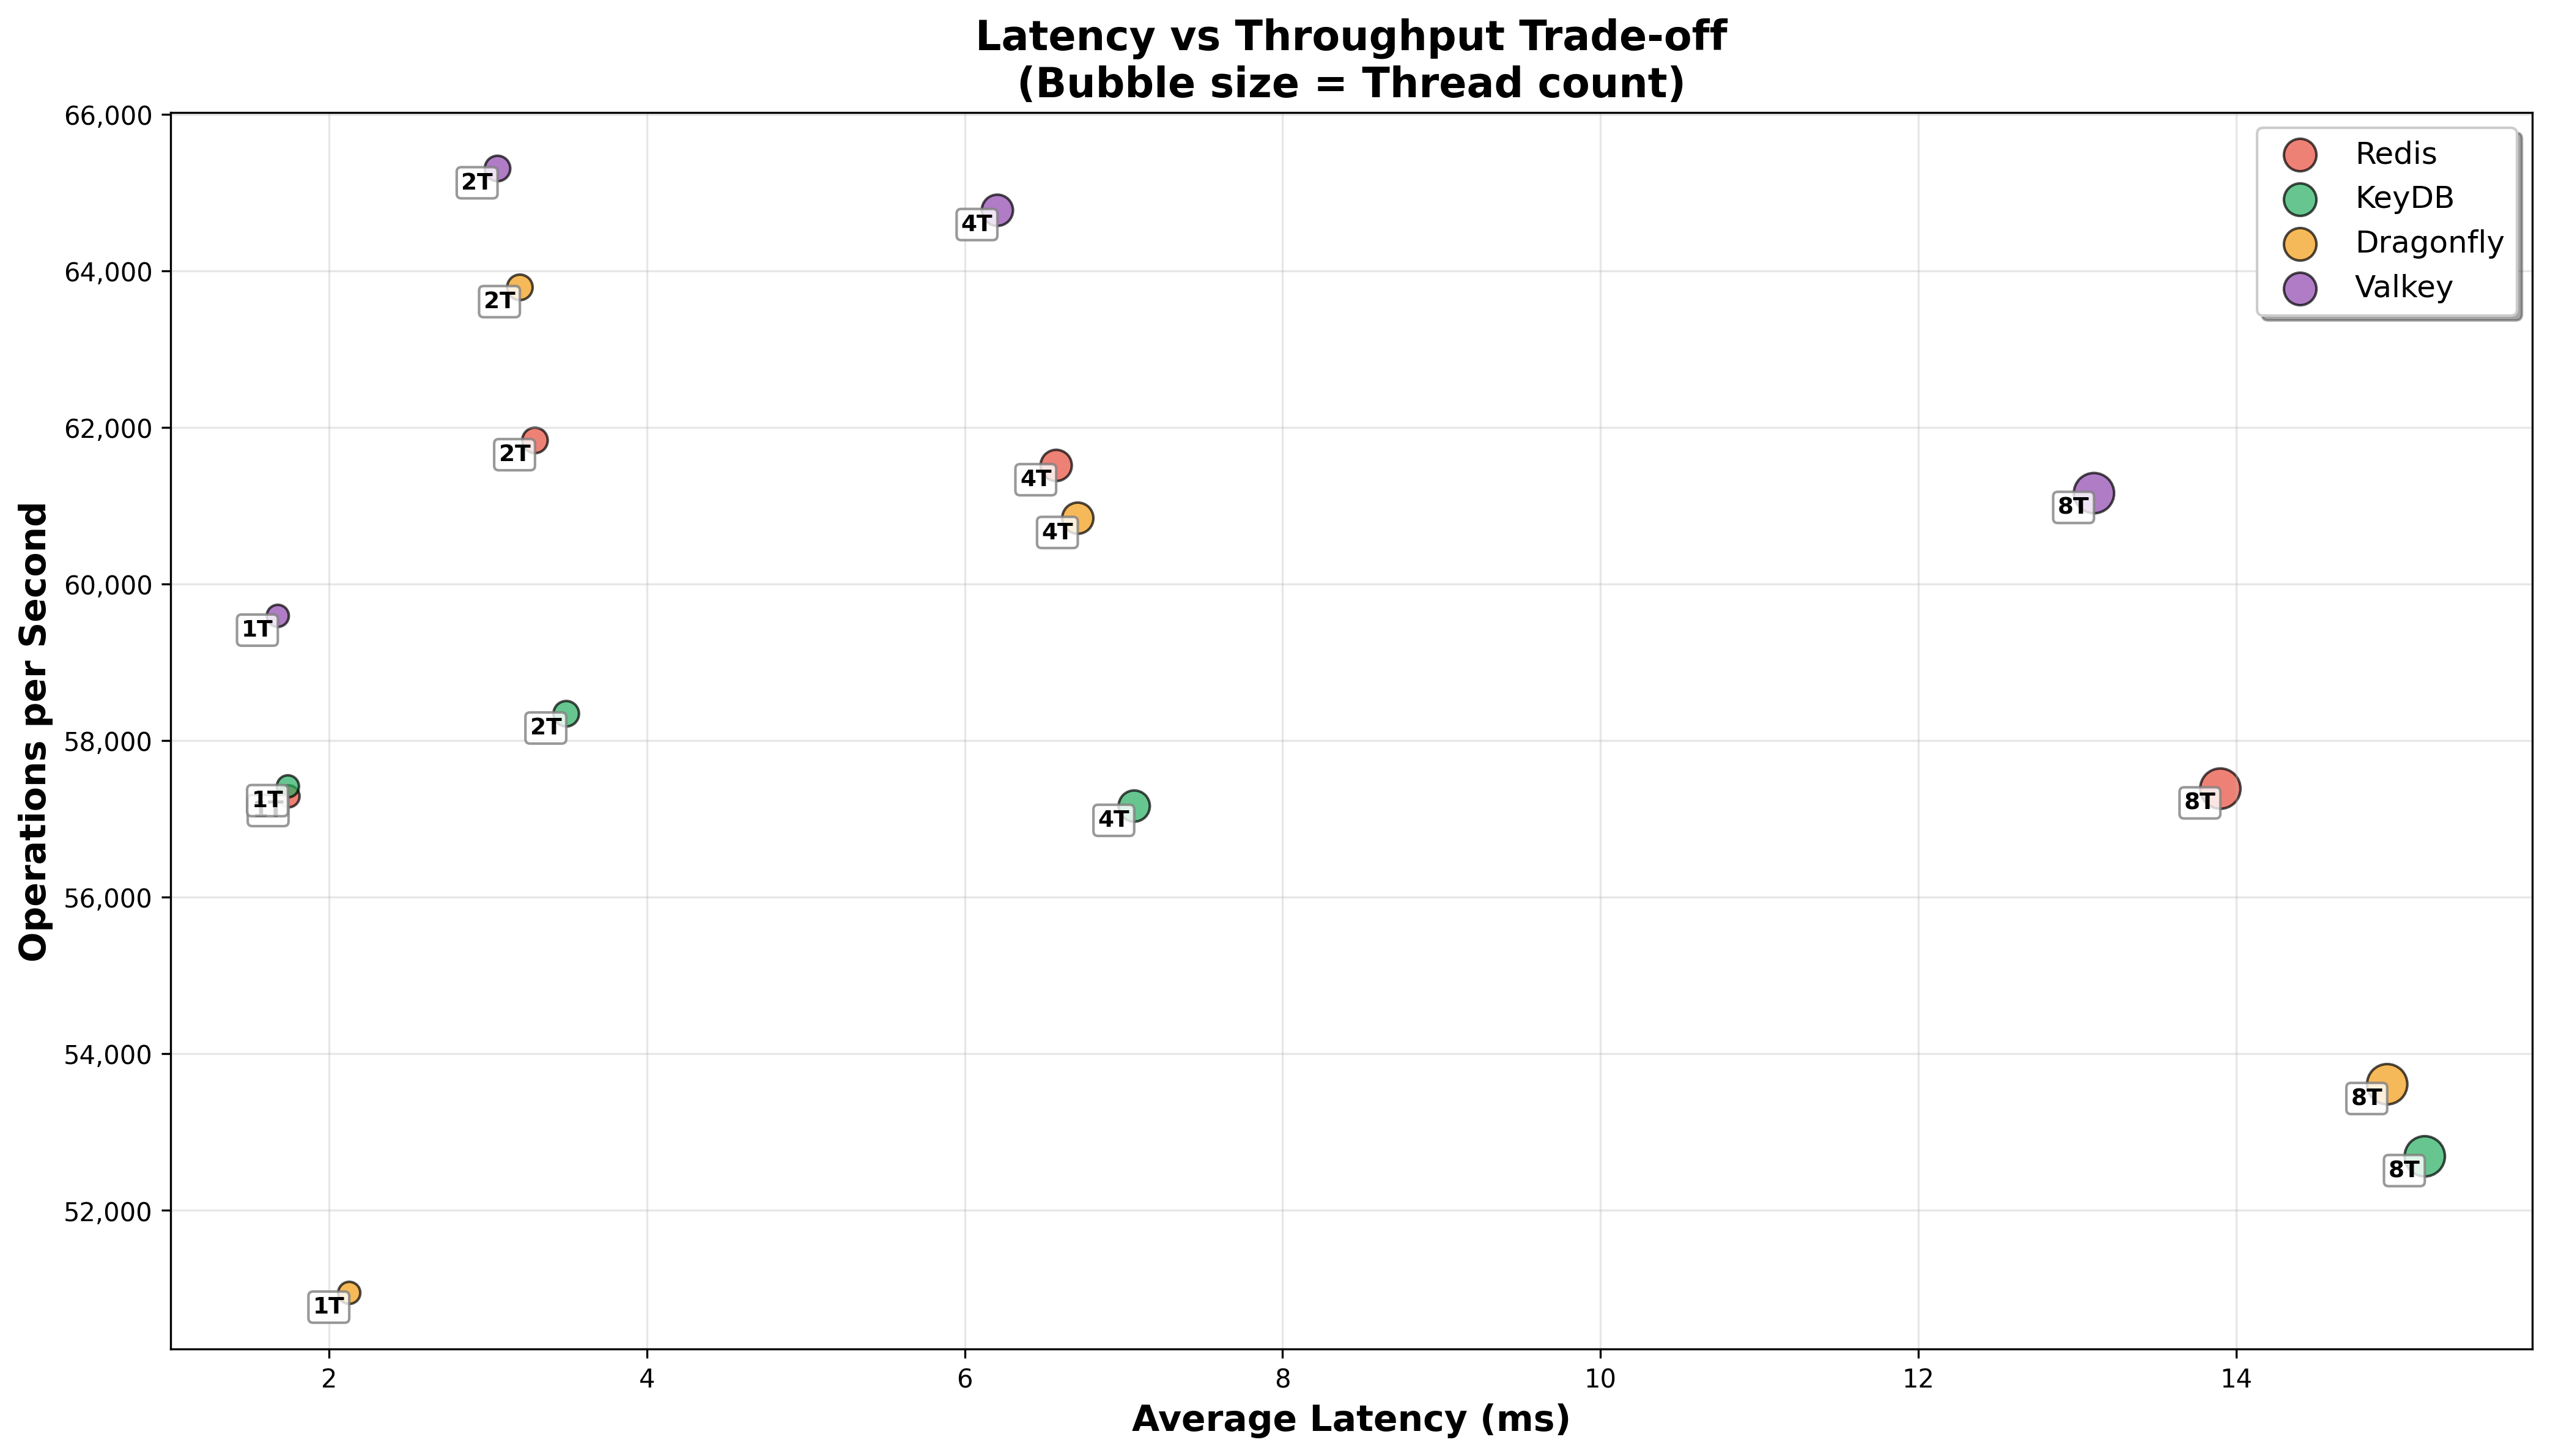 Latency vs Throughput Trade-off
(Bubble size = Thread count)
Operations per Second
66,000
64,000
62,000
60,000
58,000
56,000
54,000
52,000
2T
4T
2T
2T
4T
4T
8T
1T
2T
1T
4T
8T
8T
8T
1T
Redis
KeyDB
Dragonfly
Valkey
2
4
6
8
10
12
14
Average Latency (ms)